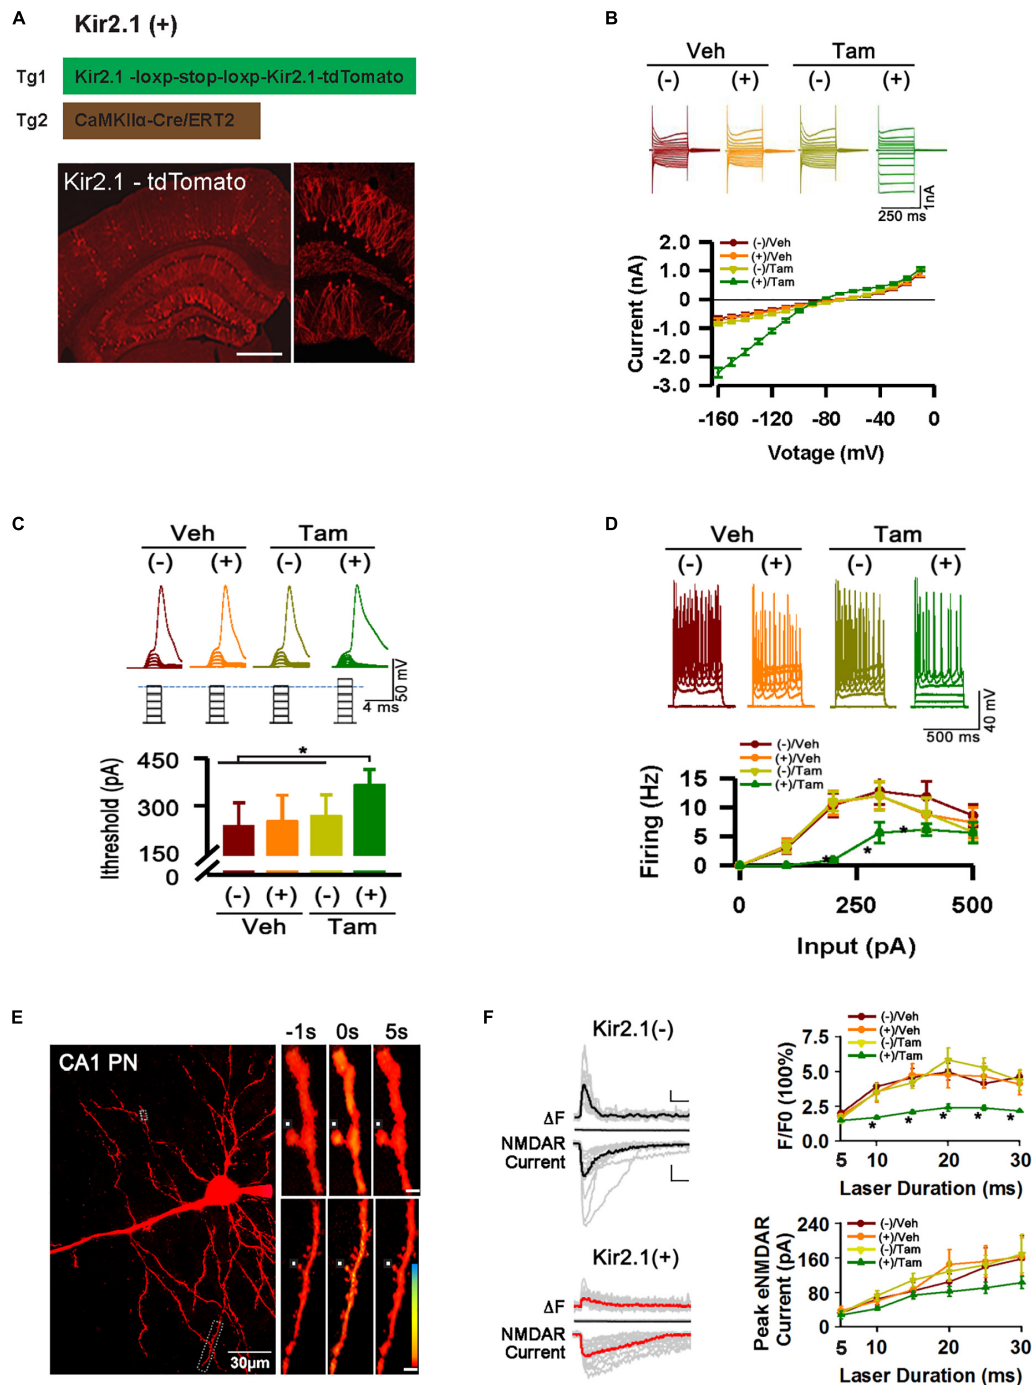 A
Kir2.1 (+)
Tg1
Kir2.1 -loxp-stop-loxp-Kir2.1-tdTomato
Tg2
CaMKIIα-Cre/ERT2
Kir2.1 - tdTomato
B
Veh Tam
(-) (+) (-) (+)
1nA
250 ms
(-)/Veh
(+)/Veh
(-)/Tam
(+)/Tam
2.0
1.0
0
-1.0
-2.0
-3.0
Current (nA)
-160 -120 -80 -40 0
Votage (mV)
C
Veh Tam
(-) (+) (-) (+)
50 mV
4 ms
*
450
300
150
0
Ithreshold (pA)
(-) (+) (-) (+)
Veh Tam
D
Veh Tam
(-) (+) (-) (+)
40 mV
500 ms
(-)/Veh
(+)/Veh
(-)/Tam
(+)/Tam
15
10
5
0
Firing (Hz)
* * *
0 250 500
Input (pA)
E
CA1 PN
30μm
-1s 0s 5s
F
Kir2.1(-)
ΔF
NMDAR
Current
Kir2.1(+)
ΔF
NMDAR
Current
(-)/Veh
(+)/Veh
(-)/Tam
(+)/Tam
7.5
5.0
2.5
0.0
F/F0 (100%)
* * * * *
5 10 20 30
Laser Duration (ms)
(-)/Veh
(+)/Veh
(-)/Tam
(+)/Tam
240
160
80
0
Peak eNMDAR
Current (pA)
5 10 20 30
Laser Duration (ms)